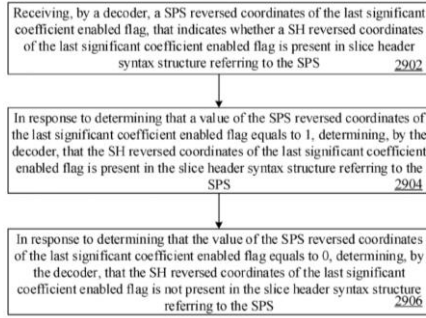 Receiving, by a decoder, a SPS reversed coordinates of the last significant
coefficient enabled flag, that indicates whether a SH reversed coordinates
of the last significant coefficient enabled flag is present in slice header
syntax structure referring to the SPS 2902
In response to determining that a value of the SPS reversed coordinates of
the last significant coefficient enabled flag equals to 1, determining, by the
decoder, that the SH reversed coordinates of the last significant coefficient
enabled flag is present in the slice header syntax structure referring to the
SPS 2904
In response to determining that the value of the SPS reversed coordinates
of the last significant coefficient enabled flag equals to 0, determining, by
the decoder, that the SH reversed coordinates of the last significant
coefficient enabled flag is not present in the slice header syntax structure
referring to the SPS 2906